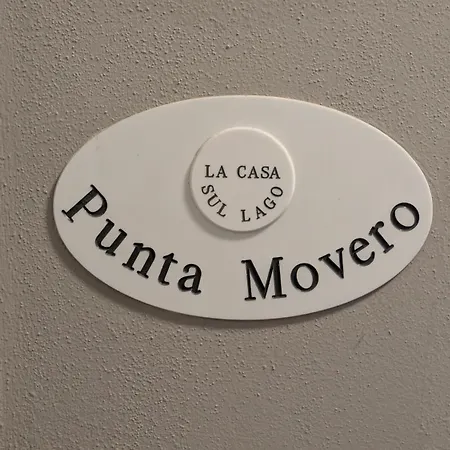 LA CASA
SUL LAGO
Punta Movero